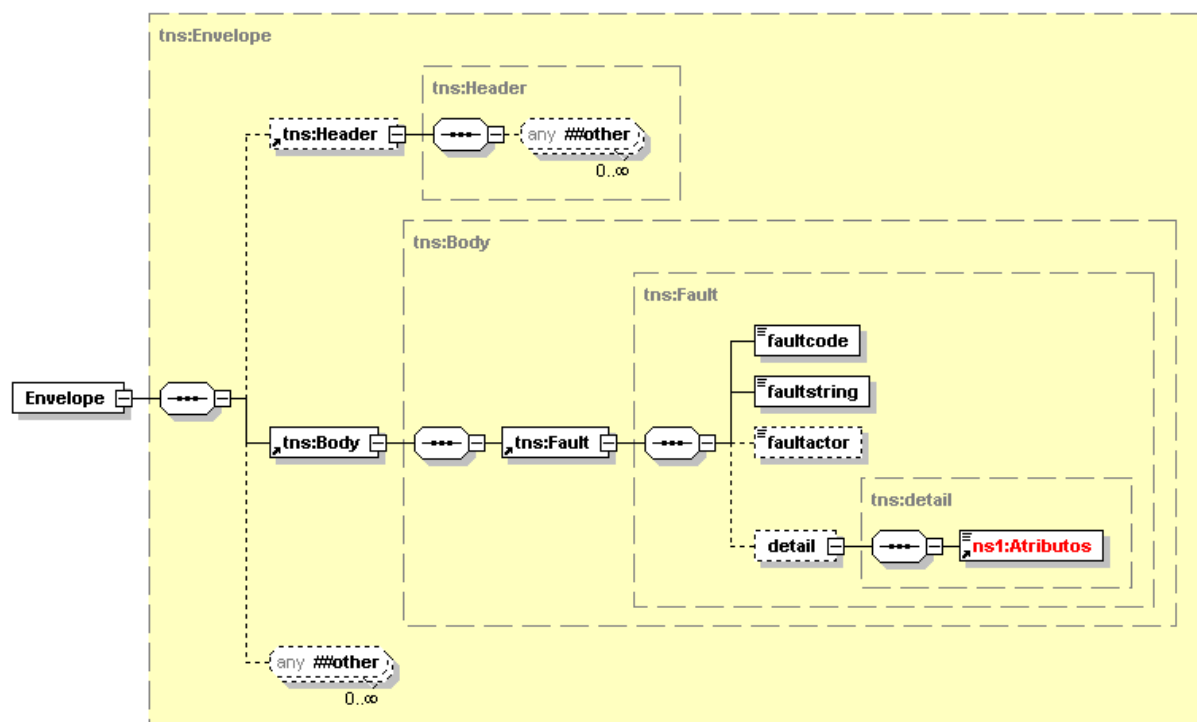 tns:Envelope
tns:Header
tns:Header
any ##other
0..∞
tns:Body
tns:Fault
faultcode
faultstring
Envelope
tns:Body
tns:Fault
faultactor
tns:detail
detail
ns1:Atributos
any ##other
0..∞